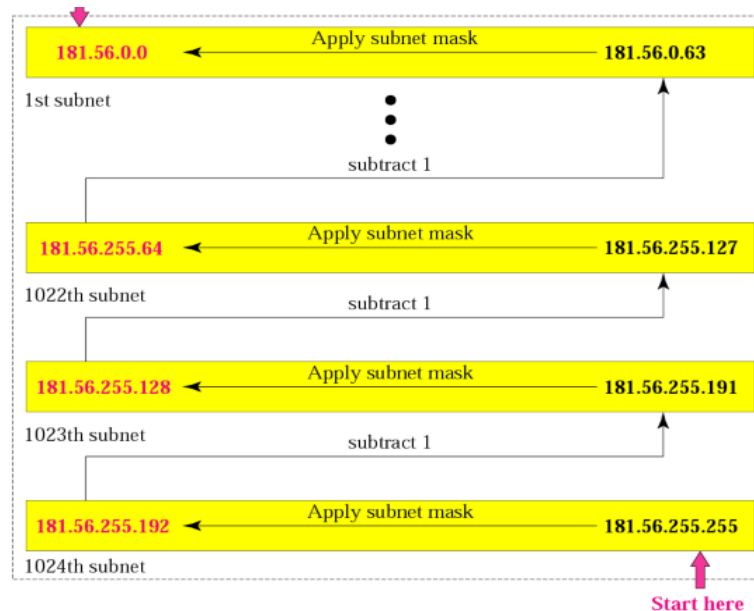 Apply subnet mask
181.56.0.0 181.56.0.63
1st subnet
subtract 1
Apply subnet mask
181.56.255.64 181.56.255.127
1022th subnet
subtract 1
Apply subnet mask
181.56.255.128 181.56.255.191
1023th subnet
subtract 1
Apply subnet mask
181.56.255.192 181.56.255.255
1024th subnet
Start here